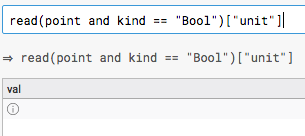 read(point and kind == "Bool")["unit"]
⇒ read(point and kind == "Bool")["unit"]
val